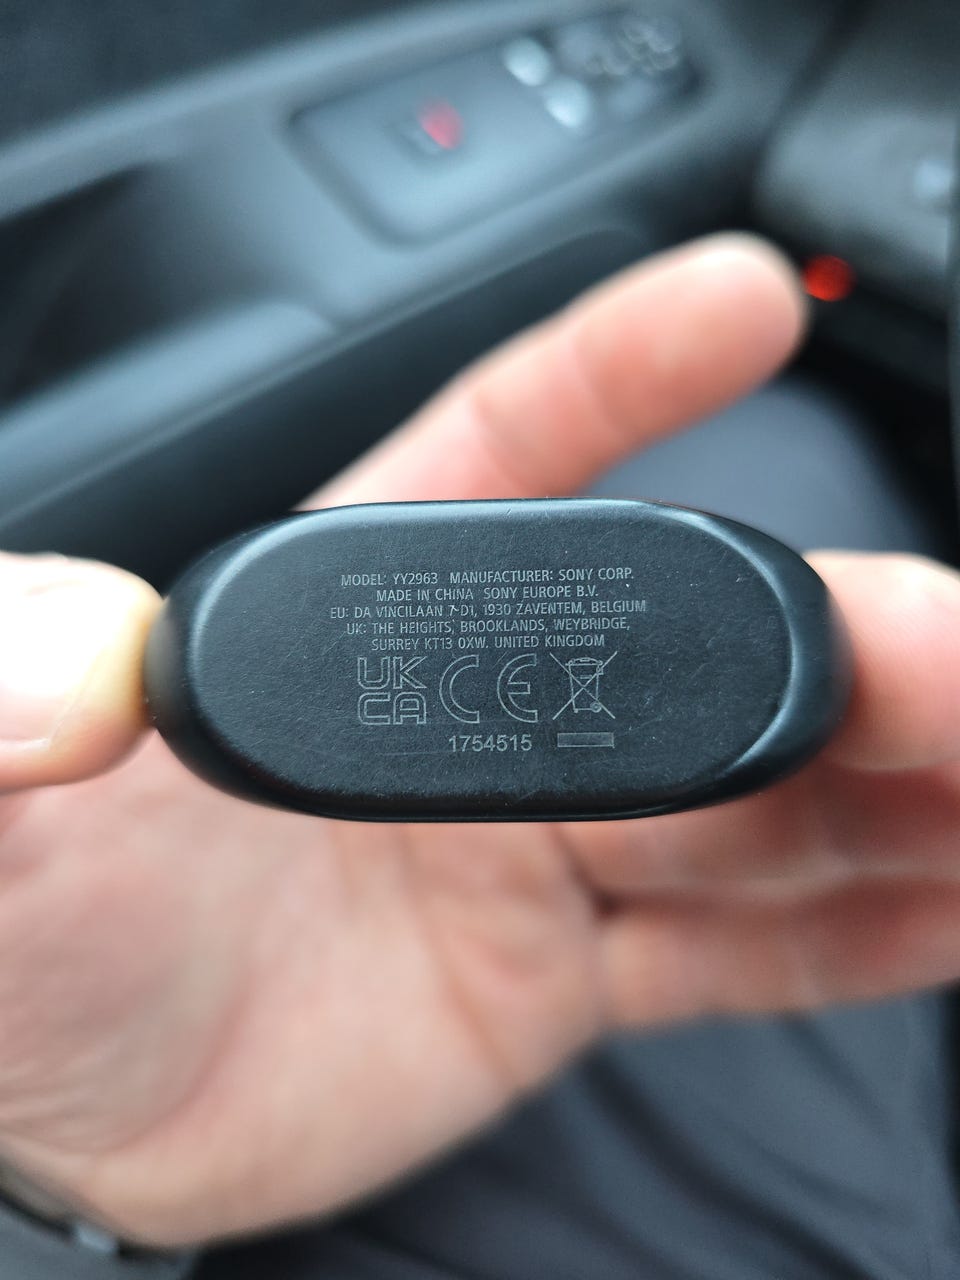 MODEL: YY2963 MANUFACTURER: SONY CORP.
MADE IN CHINA SONY EUROPE B.V.
EU: DA VINCILAAN 7-D1, 1930 ZAVENTEM, BELGIUM
UK: THE HEIGHTS, BROOKLANDS, WEYBRIDGE,
SURREY KT13 0XW. UNITED KINGDOM
UK
CA CE
1754515